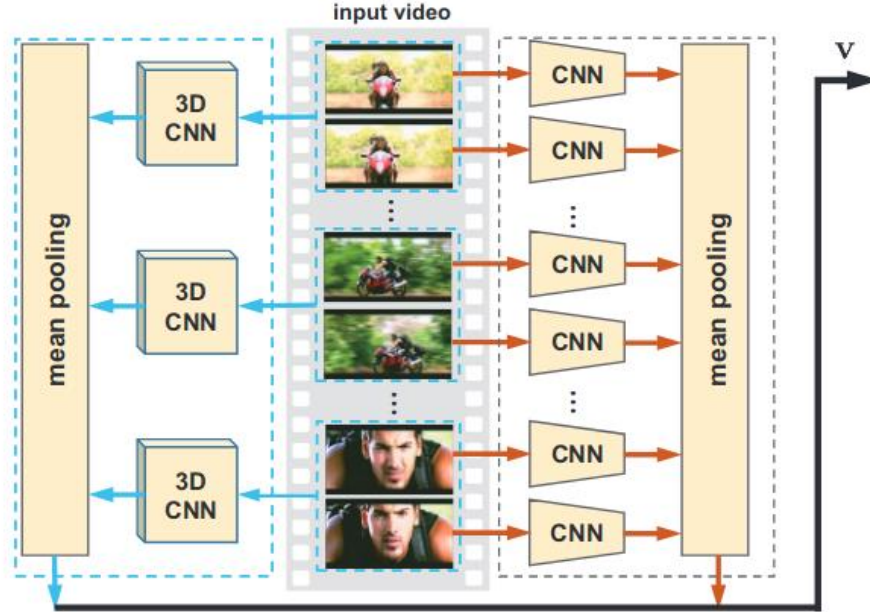 input video
V
mean pooling
3D
CNN
3D
CNN
3D
CNN
CNN
CNN
...
CNN
CNN
...
CNN
CNN
mean pooling
...
...